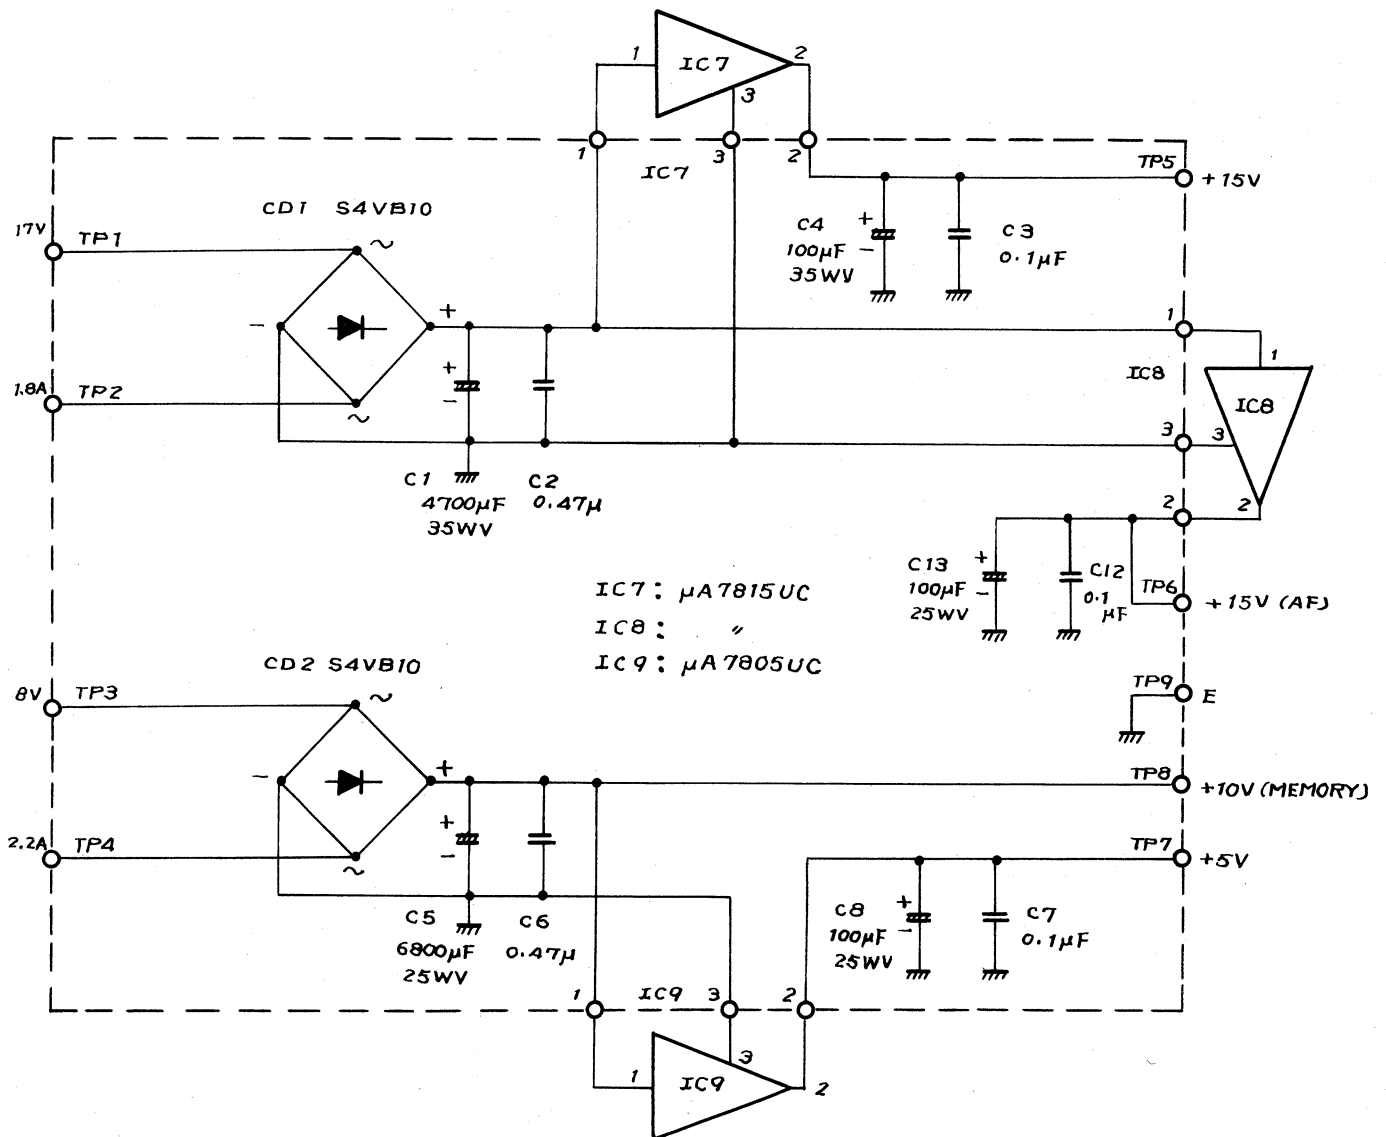 1
IC7
2
3
1
3
2
IC7
TP5
+15V
CD1 S4VB10
17V
TP1
~
C4
100µF
35WV
+
-
C3
0.1µF
-
+
1
1
+
-
IC8
IC8
1.8A
TP2
~
3
3
C1
4700µF
35WV
C2
0.47µ
2
2
C13
100µF
25WV
+
-
C12
0.1
µF
TP6
+15V (AF)
IC7: µA7815UC
IC8: 〃
IC9: µA7805UC
CD2 S4VB10
8V
TP3
~
TP9
E
-
+
TP8
+10V (MEMORY)
+
-
2.2A
TP4
~
TP7
+5V
C5
6800µF
25WV
C6
0.47µ
C8
100µF
25WV
+
-
C7
0.1µF
1
IC9
3
2
3
1
IC9
2